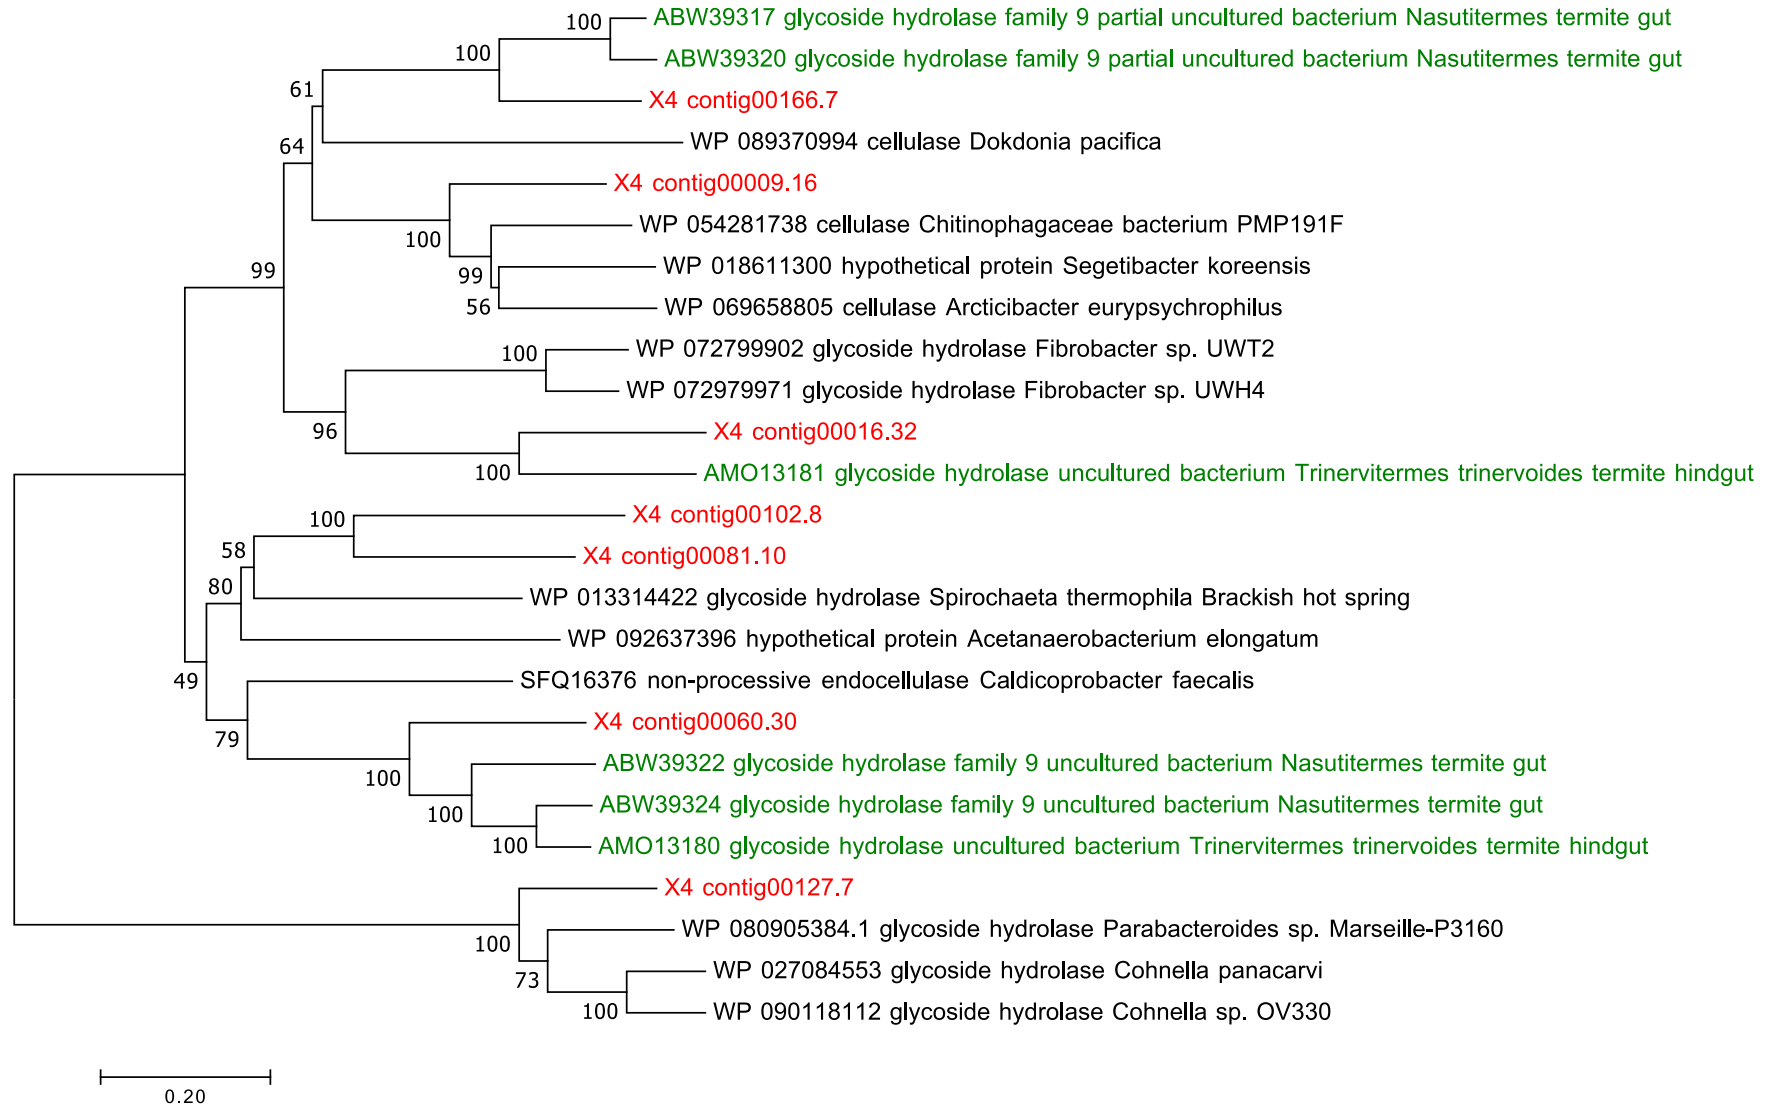 100 ABW39317 glycoside hydrolase family 9 partial uncultured bacterium Nasutitermes termite gut
100 ABW39320 glycoside hydrolase family 9 partial uncultured bacterium Nasutitermes termite gut
61 X4 contig00166.7
64 WP 089370994 cellulase Dokdonia pacifica
X4 contig00009.16
100 WP 054281738 cellulase Chitinophagaceae bacterium PMP191F
99 99 WP 018611300 hypothetical protein Segetibacter koreensis
56 WP 069658805 cellulase Arcticibacter eurypsychrophilus
100 WP 072799902 glycoside hydrolase Fibrobacter sp. UWT2
WP 072979971 glycoside hydrolase Fibrobacter sp. UWH4
96 X4 contig00016.32
100 AMO13181 glycoside hydrolase uncultured bacterium Trinervitermes trinervoides termite hindgut
100 X4 contig00102.8
58 X4 contig00081.10
80 WP 013314422 glycoside hydrolase Spirochaeta thermophila Brackish hot spring
WP 092637396 hypothetical protein Acetanaerobacterium elongatum
49 SFQ16376 non-processive endocellulase Caldicoprobacter faecalis
79 X4 contig00060.30
100 ABW39322 glycoside hydrolase family 9 uncultured bacterium Nasutitermes termite gut
100 ABW39324 glycoside hydrolase family 9 uncultured bacterium Nasutitermes termite gut
100 AMO13180 glycoside hydrolase uncultured bacterium Trinervitermes trinervoides termite hindgut
X4 contig00127.7
100 WP 080905384.1 glycoside hydrolase Parabacteroides sp. Marseille-P3160
73 WP 027084553 glycoside hydrolase Cohnella panacarvi
100 WP 090118112 glycoside hydrolase Cohnella sp. OV330
0.20